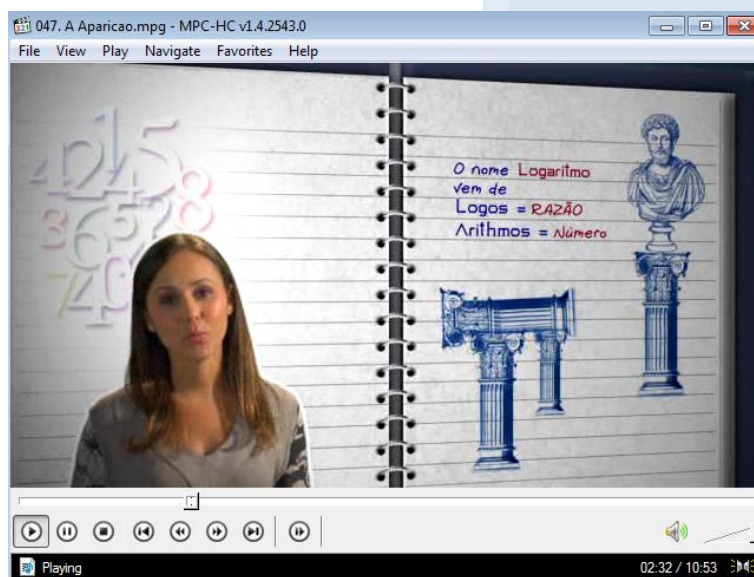 047. A Aparicao.mpg - MPC-HC v1.4.2543.0
File View Play Navigate Favorites Help
O nome Logaritmo
vem de
Logos = RAZÃO
Arithmos = Número
Playing
02:32 / 10:53